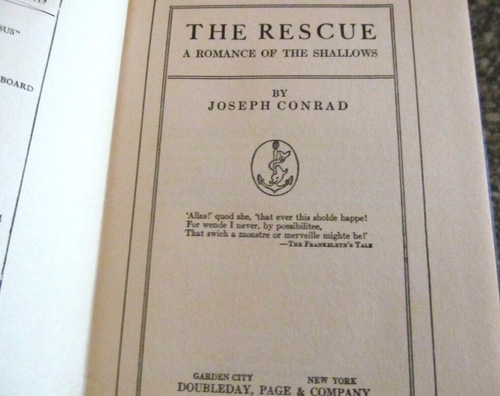 SUS"
BOARD
THE RESCUE
A ROMANCE OF THE SHALLOWS
BY
JOSEPH CONRAD
'Allas!' quod she, 'that ever this sholde happe!
For wende I never, by possibilitee,
That swich a monstre or merveille mighte be!'
—THE FRANKELEYN'S TALE
GARDEN CITY NEW YORK
DOUBLEDAY, PAGE & COMPANY